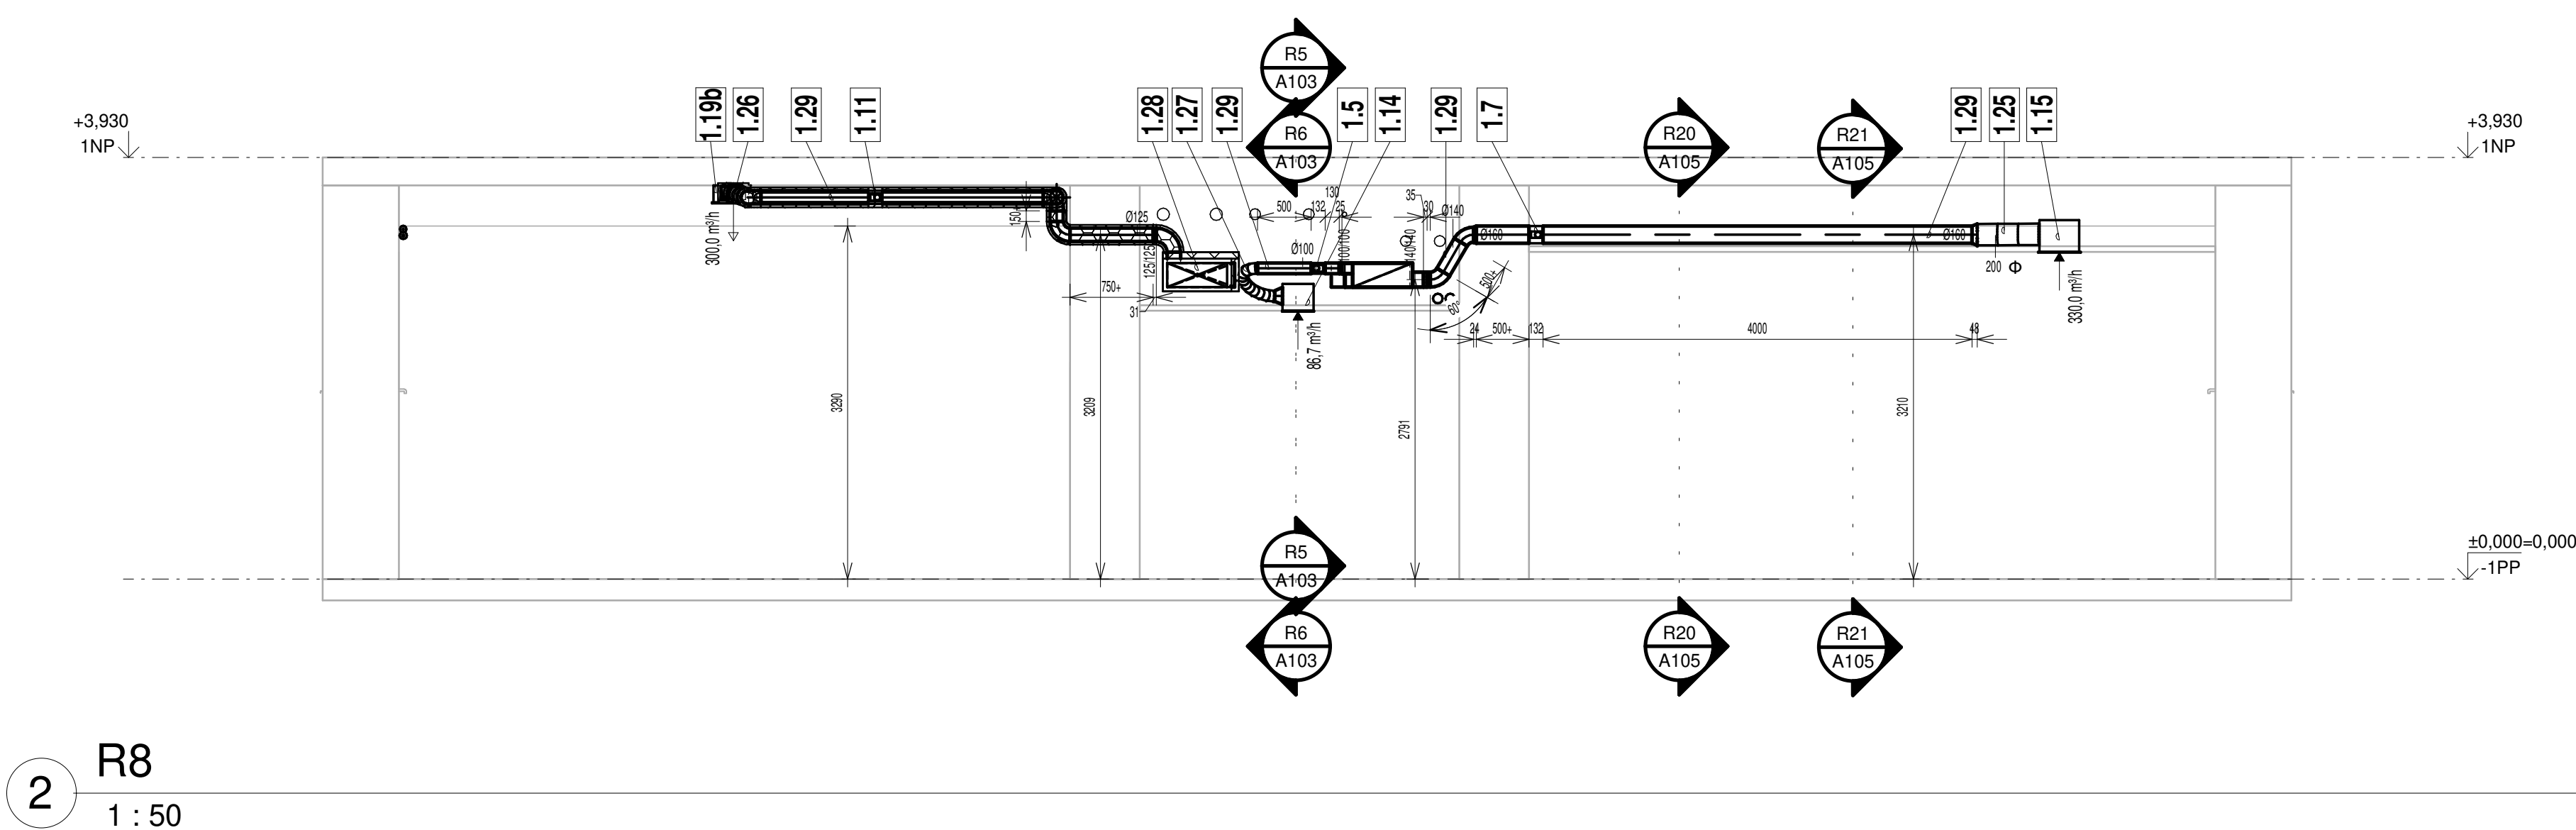 R5
A103
R6
A103
1.19b
1.26
1.29
1.11
1.28
1.27
1.29
1.5
1.14
1.29
1.7
R20
A105
R21
A105
1.29
1.25
1.15
+3,930
1NP
+3,930
1NP
300,0 m³/h
150+
Ø125
125/125
750+
31
500
132
130
25
Ø100
100/100
35
30
Ø140
140/140
Ø160
Ø160
200
Φ
330,0 m³/h
86,7 m³/h
500+
60°
24
500+
132
4000
48
3290
3209
2791
3210
±0,000=0,000
-1PP
R5
A103
R6
A103
R20
A105
R21
A105
2
R8
1 : 50